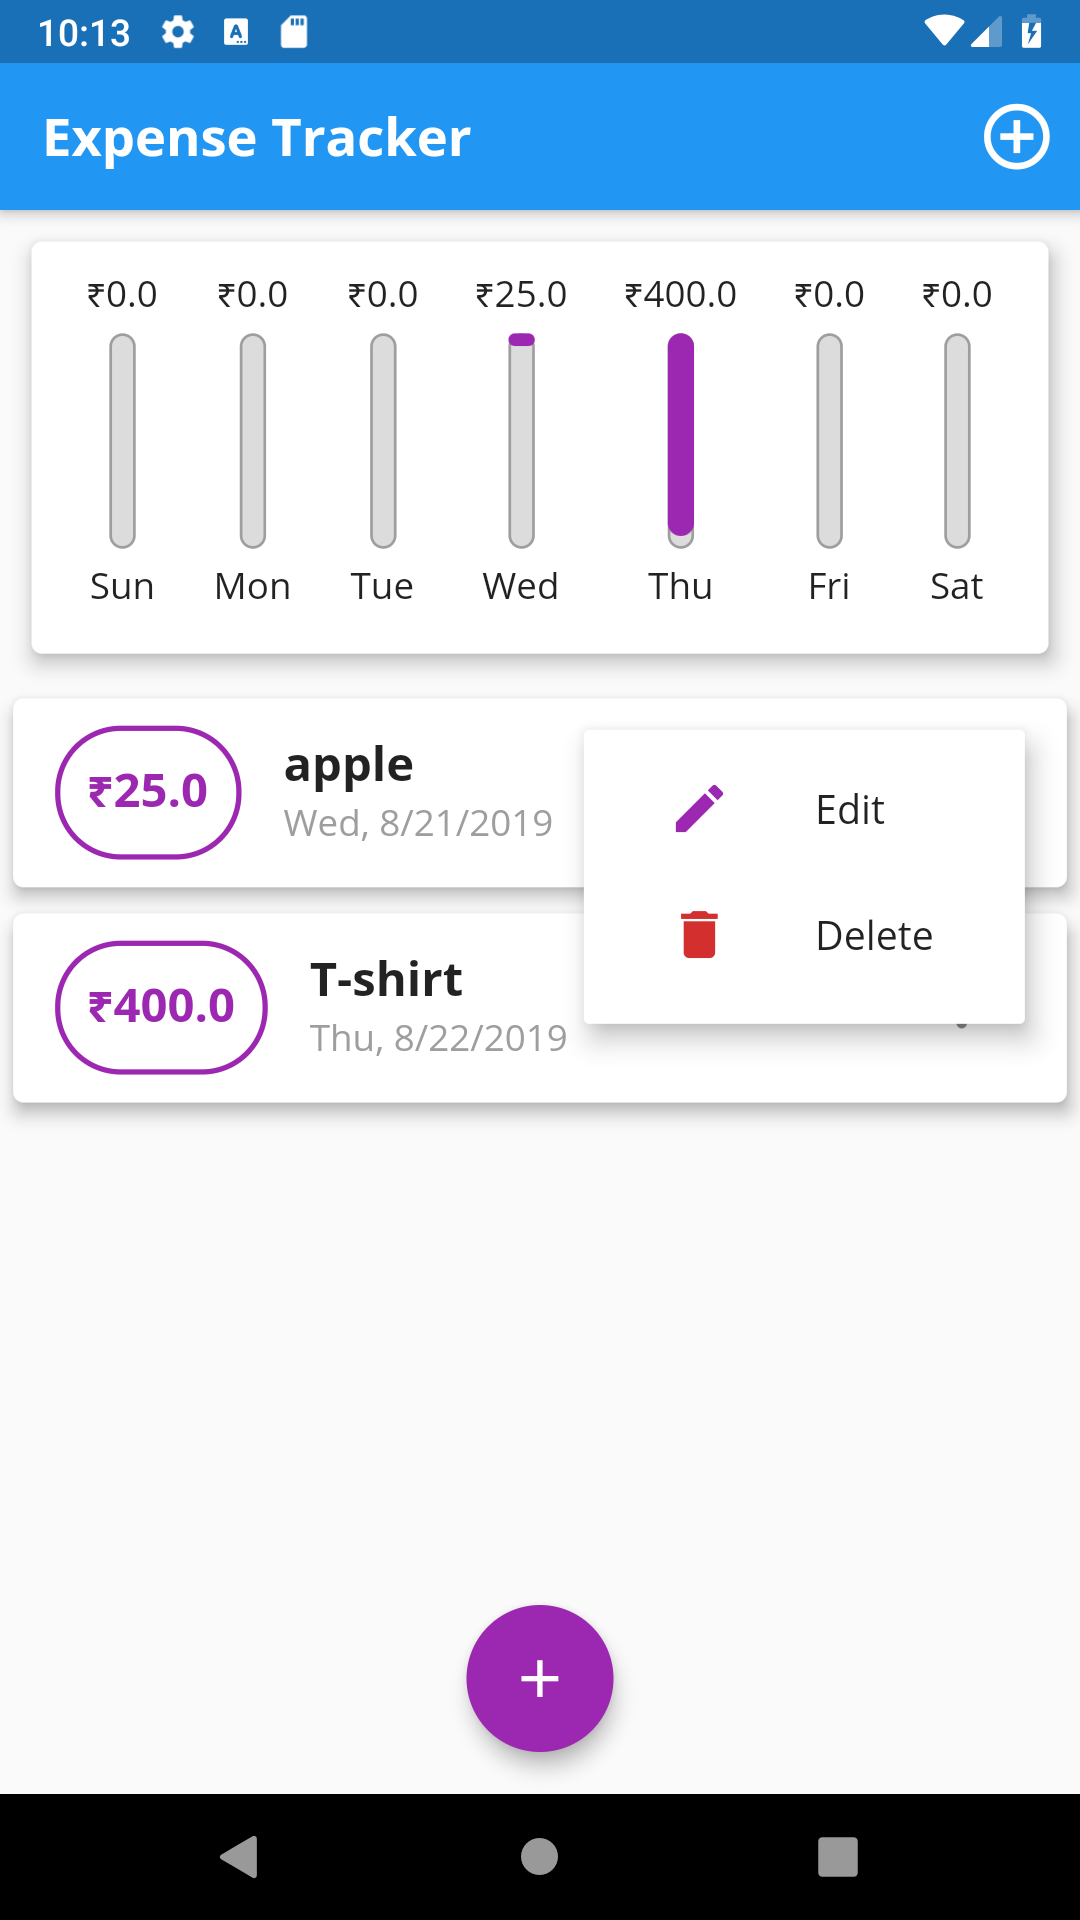 10:13
Expense Tracker
₹0.0 ₹0.0 ₹0.0 ₹25.0 ₹400.0 ₹0.0 ₹0.0
Sun Mon Tue Wed Thu Fri Sat
₹25.0
apple
Wed, 8/21/2019
Edit
Delete
₹400.0
T-shirt
Thu, 8/22/2019